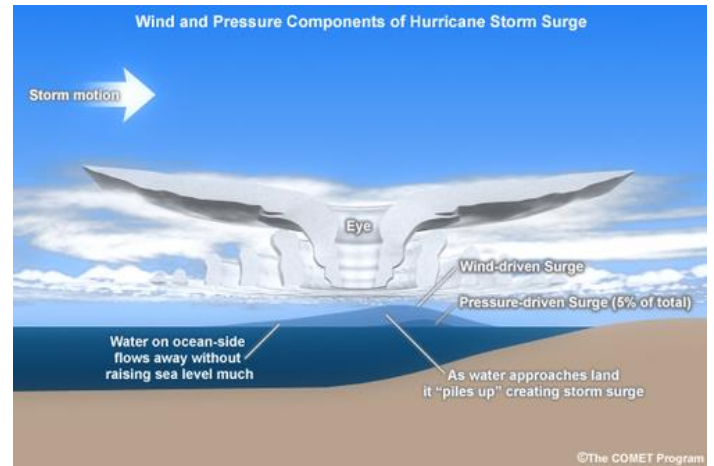 Wind and Pressure Components of Hurricane Storm Surge
Storm motion
Eye
Wind-driven Surge
Pressure-driven Surge (5% of total)
Water on ocean-side
flows away without
raising sea level much
As water approaches land
it “piles up” creating storm surge
©The COMET Program